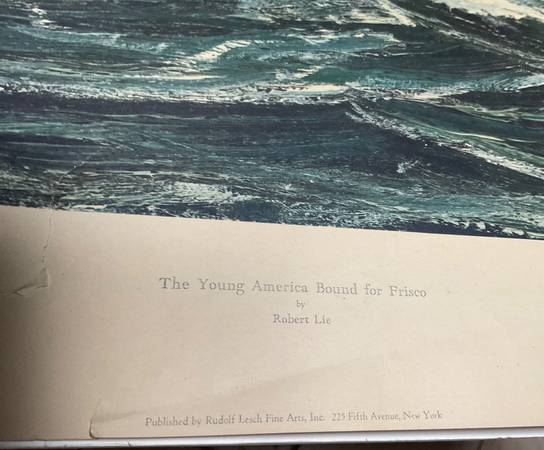 The Young America Bound for Frisco
by
Robert Lie
Published by Rudolf Lesch Fine Arts, Inc. 225 Fifth Avenue, New York